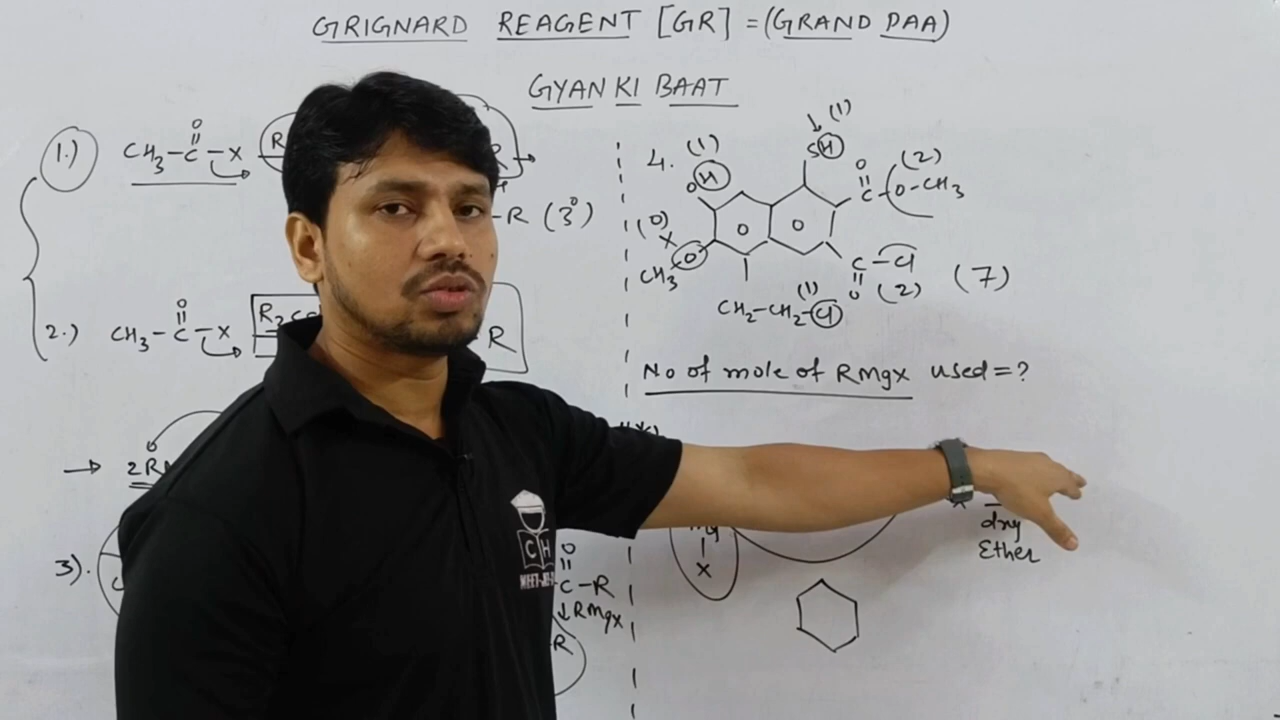 GRIGNARD REAGENT [GR] = (GRAND PAA)
GYAN KI BAAT
1.) CH3-C-X R
O
R
-R (3°)
2.) CH3-C-X
O
R
→ 2R
3).
O
C-R
↓RMgx
R
4.
(1)
OH
(1)
SH
O (2)
C-O-CH3
(0)
X
O
CH3
C-Cl
O (2)
(7)
(1)
CH2-CH2-Cl
No of mole of RMgx used = ?
Mg
X
dry
Ether
CH